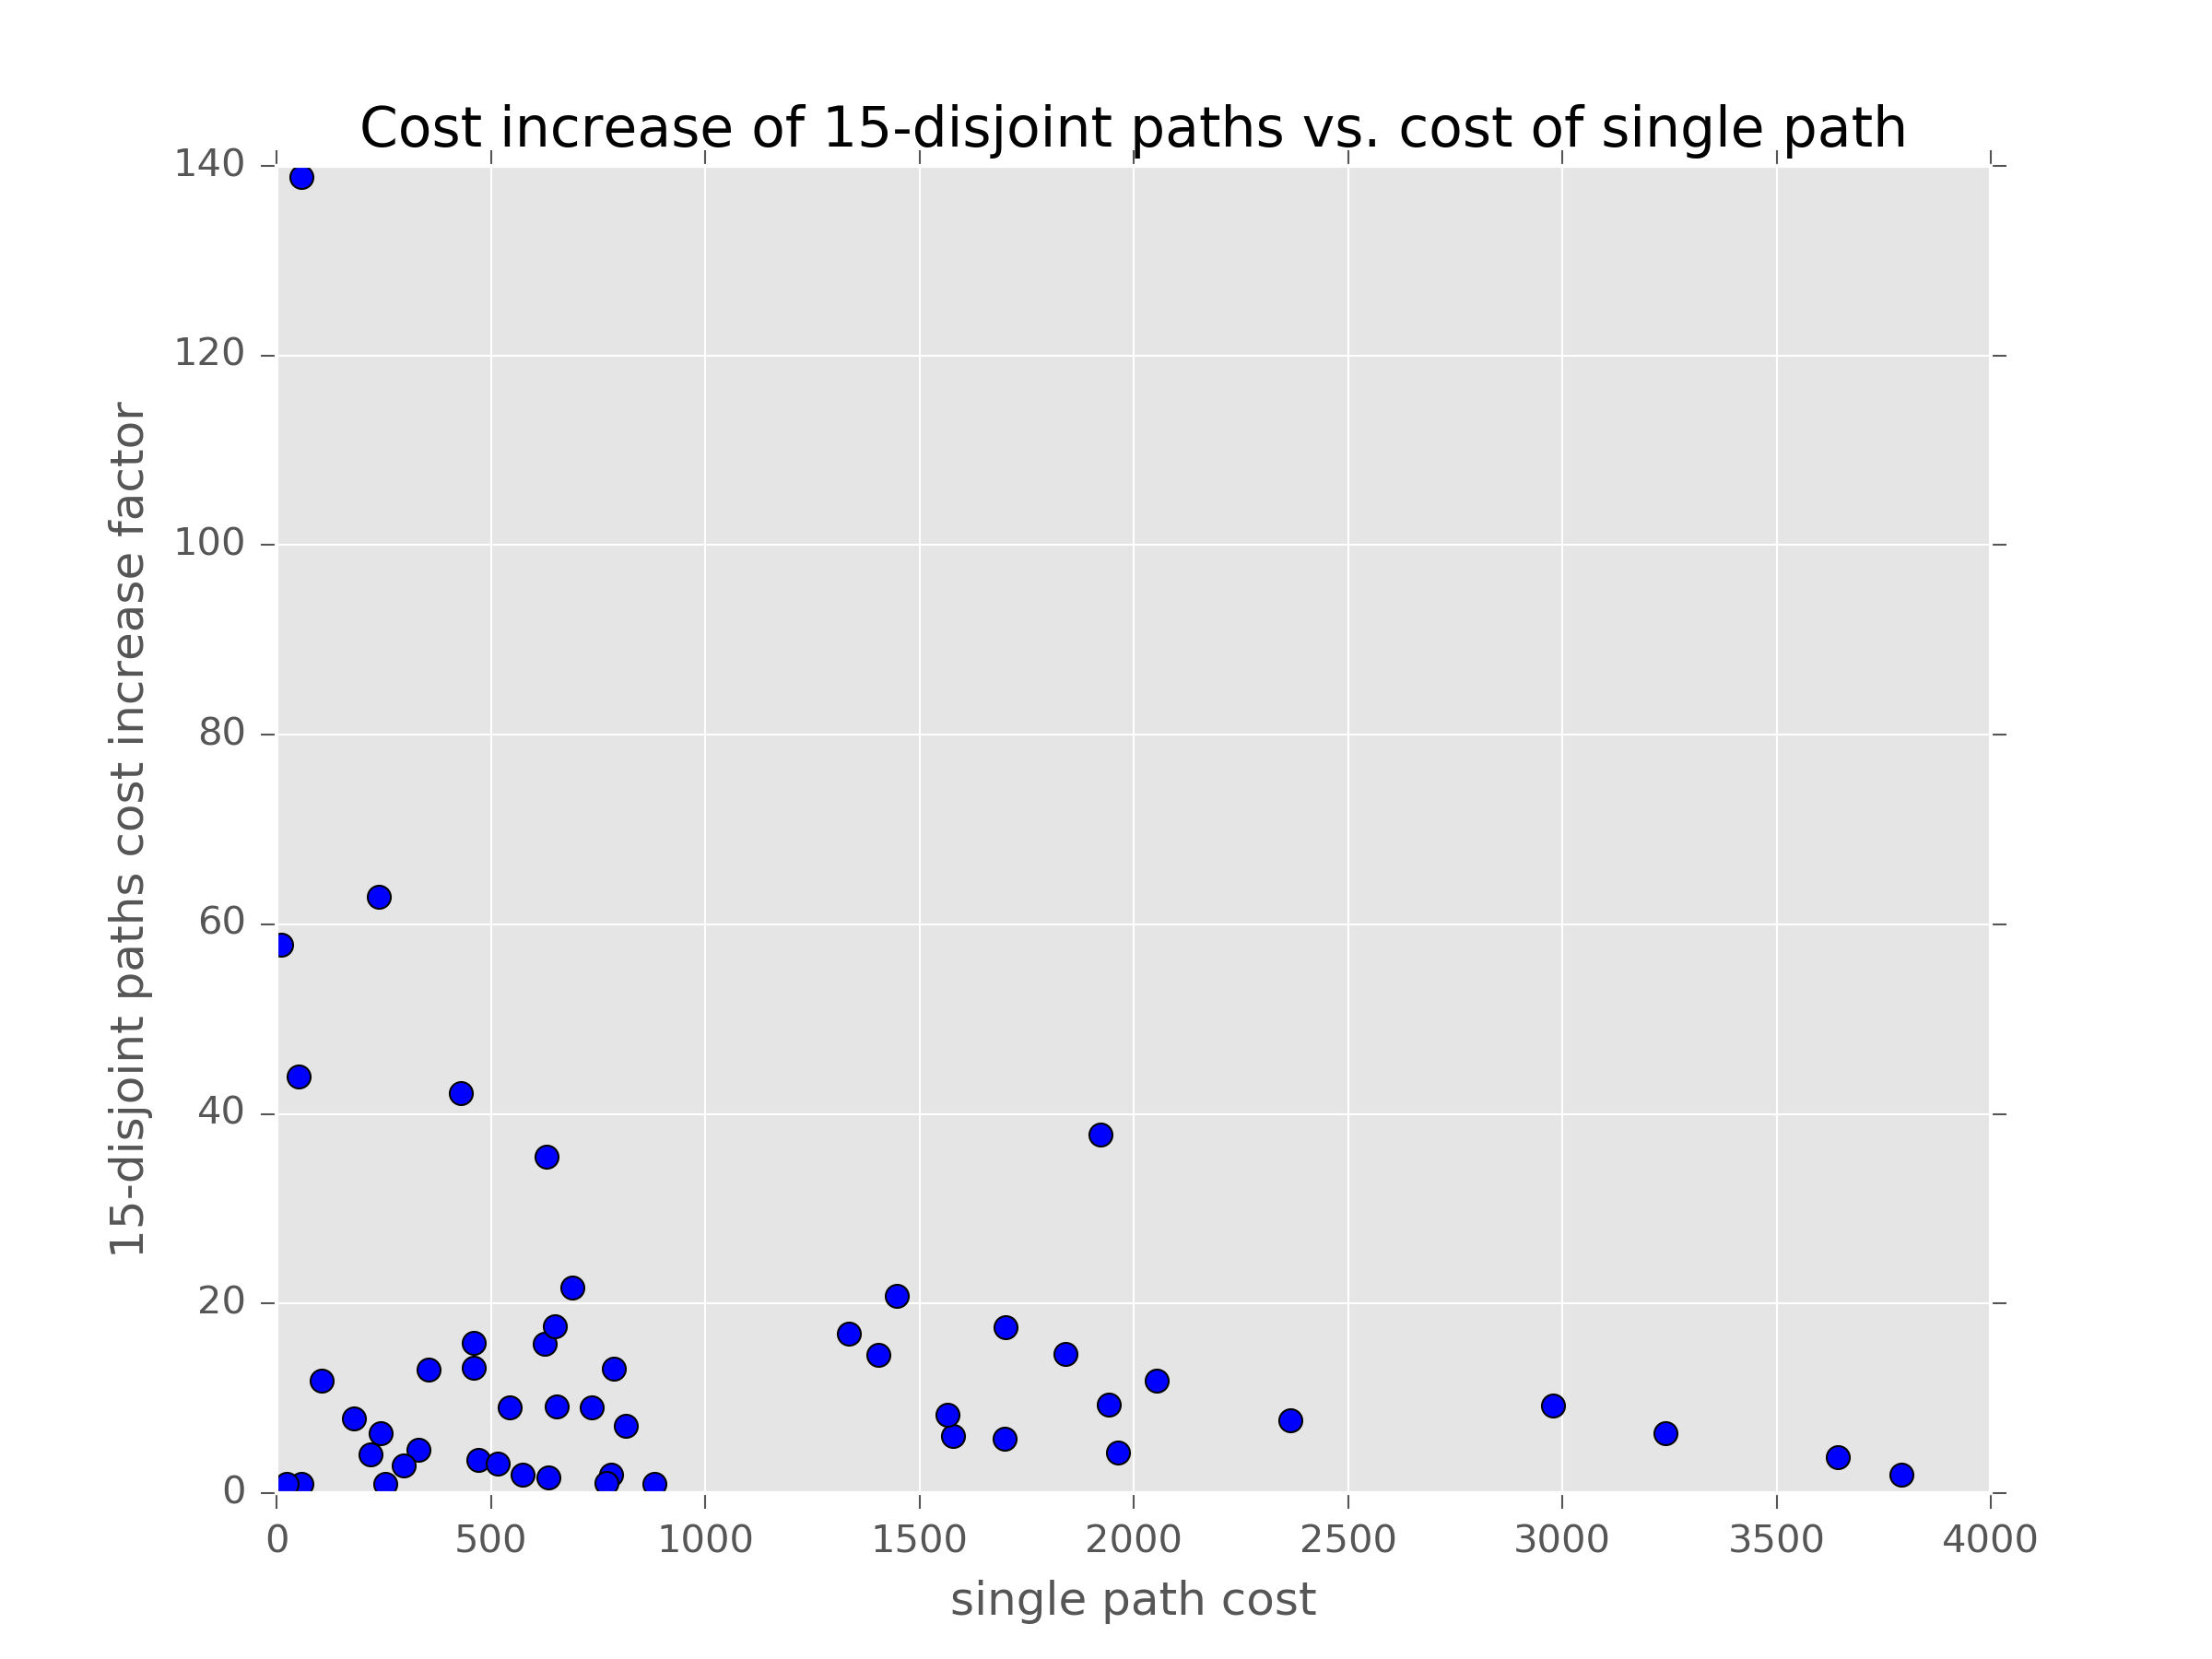 Cost increase of 15-disjoint paths vs. cost of single path
140
120
100
80
60
40
20
0
15-disjoint paths cost increase factor
0 500 1000 1500 2000 2500 3000 3500 4000
single path cost